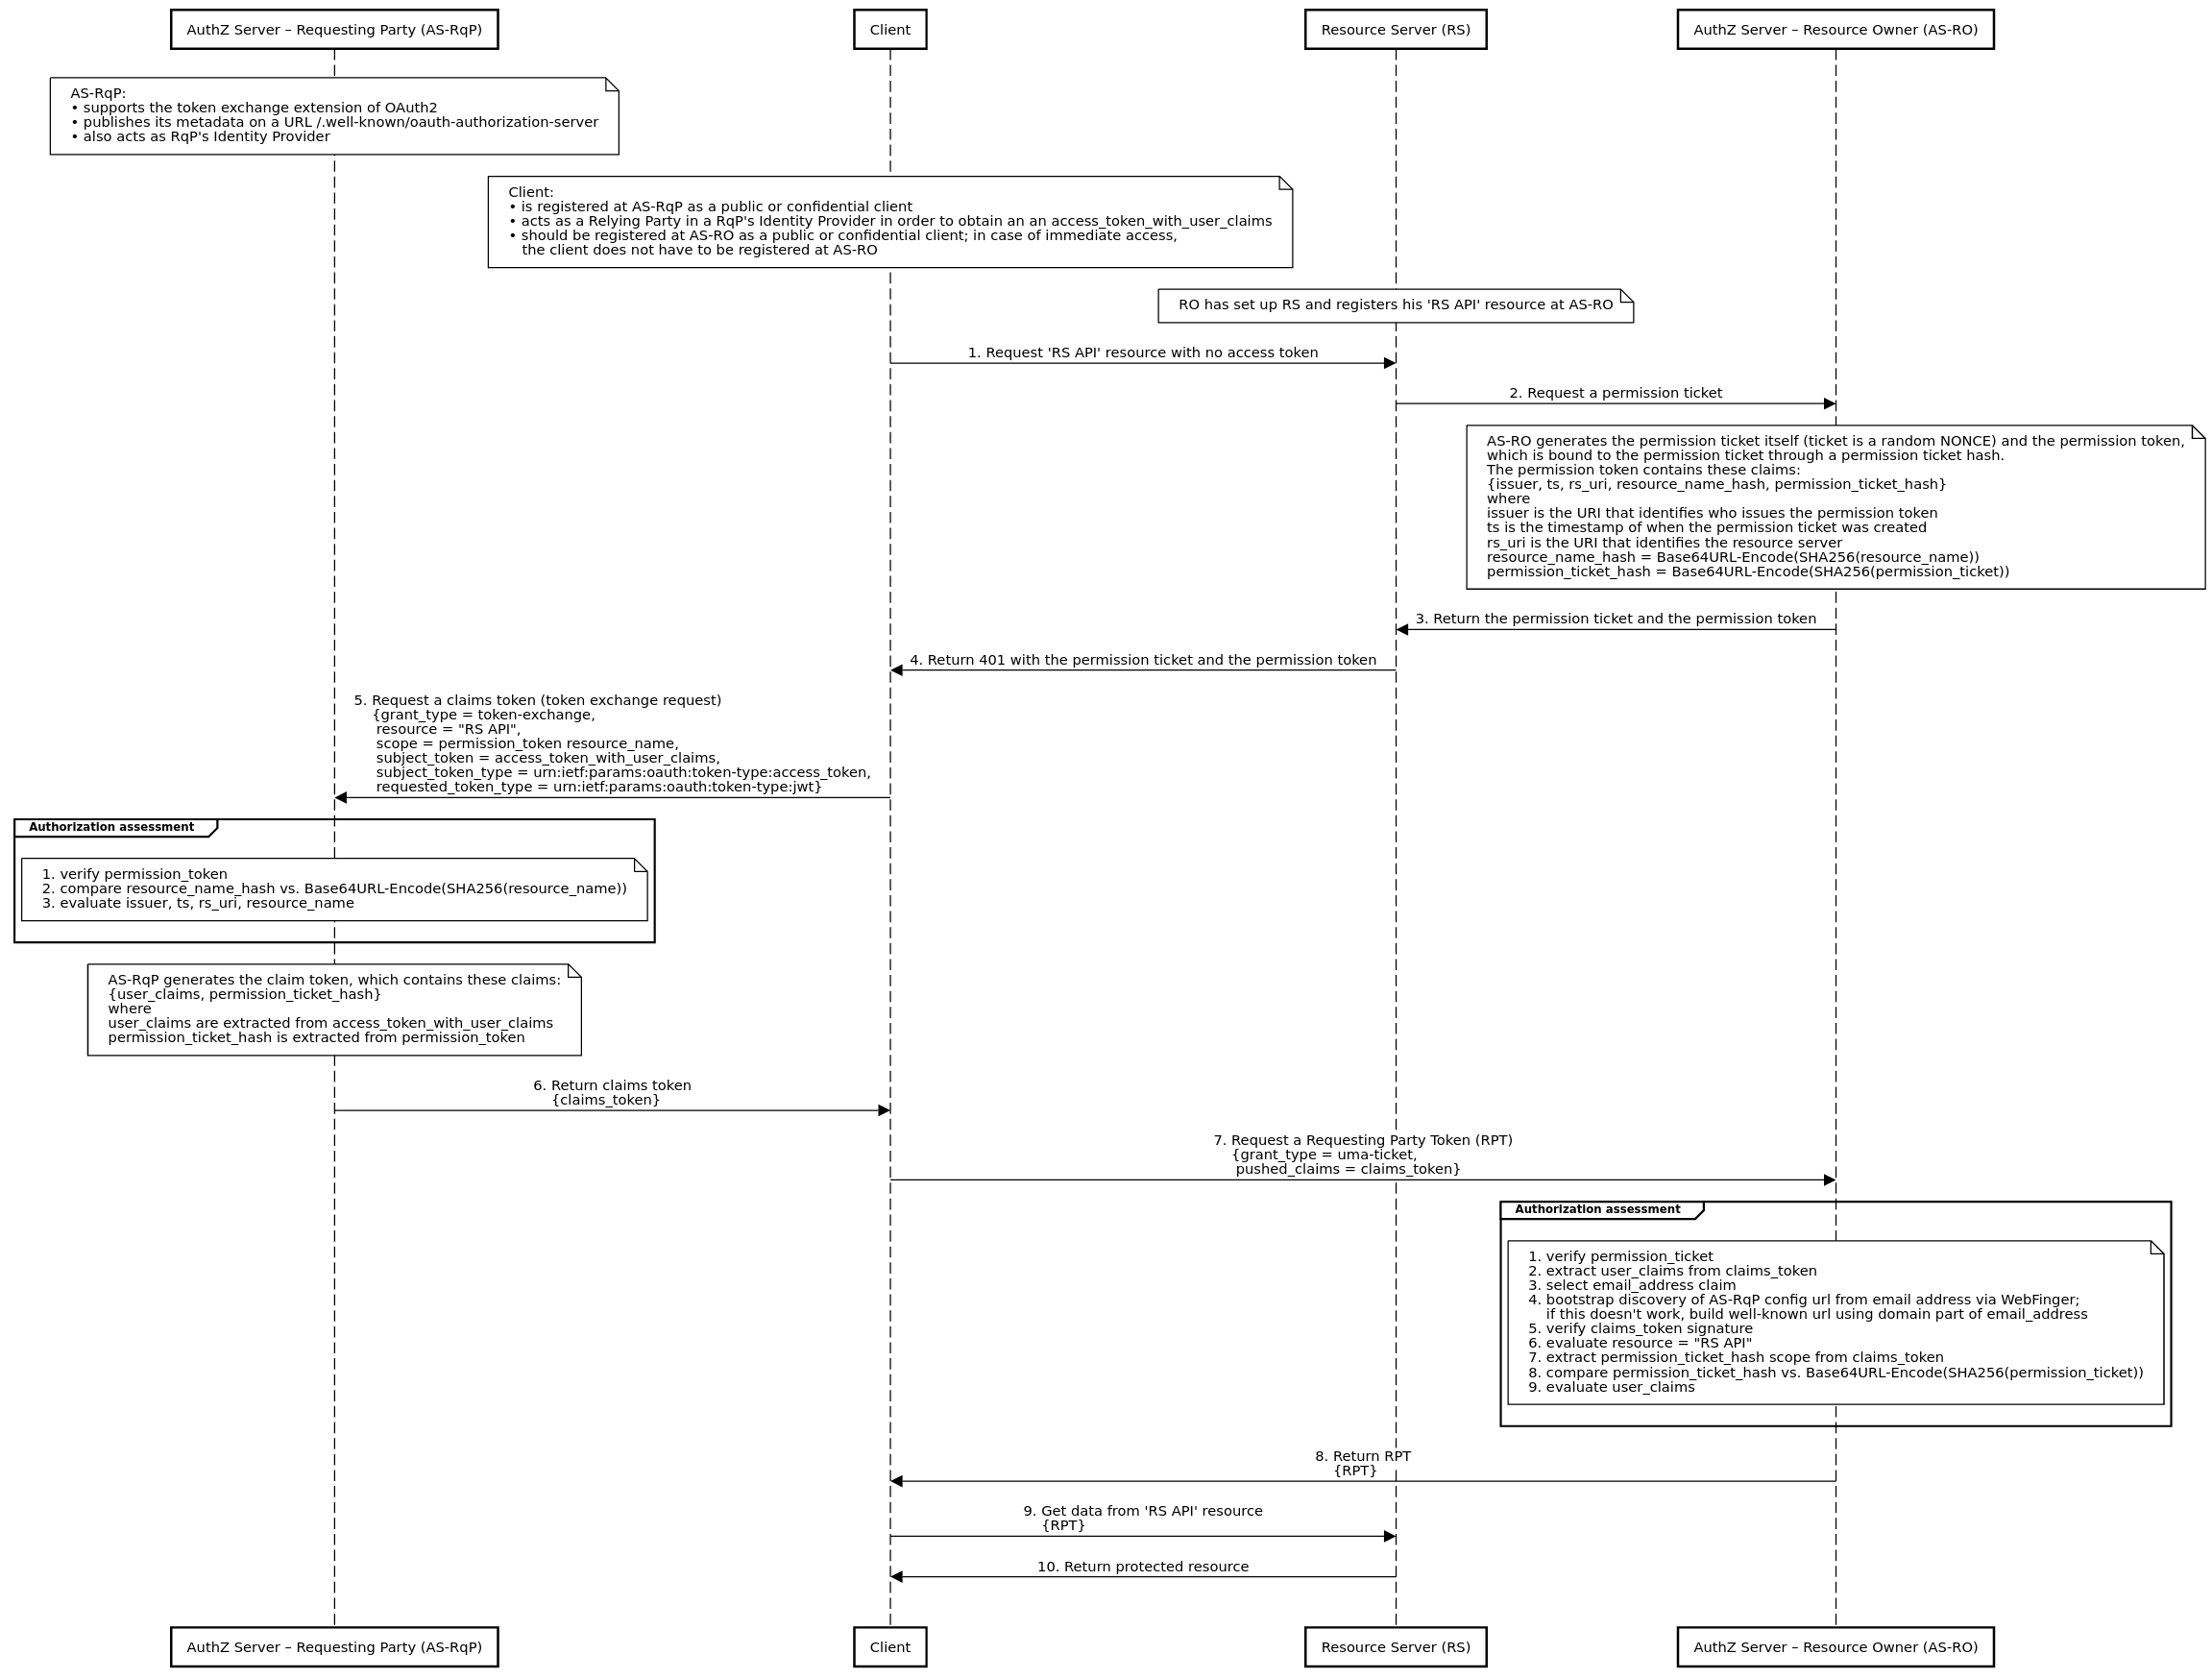 AuthZ Server – Requesting Party (AS-RqP)
Client
Resource Server (RS)
AuthZ Server – Resource Owner (AS-RO)
AS-RqP:
• supports the token exchange extension of OAuth2
• publishes its metadata on a URL /.well-known/oauth-authorization-server
• also acts as RqP's Identity Provider
Client:
• is registered at AS-RqP as a public or confidential client
• acts as a Relying Party in a RqP's Identity Provider in order to obtain an an access_token_with_user_claims
• should be registered at AS-RO as a public or confidential client; in case of immediate access,
the client does not have to be registered at AS-RO
RO has set up RS and registers his 'RS API' resource at AS-RO
1. Request 'RS API' resource with no access token
2. Request a permission ticket
AS-RO generates the permission ticket itself (ticket is a random NONCE) and the permission token,
which is bound to the permission ticket through a permission ticket hash.
The permission token contains these claims:
{issuer, ts, rs_uri, resource_name_hash, permission_ticket_hash}
where
issuer is the URI that identifies who issues the permission token
ts is the timestamp of when the permission ticket was created
rs_uri is the URI that identifies the resource server
resource_name_hash = Base64URL-Encode(SHA256(resource_name))
permission_ticket_hash = Base64URL-Encode(SHA256(permission_ticket))
3. Return the permission ticket and the permission token
4. Return 401 with the permission ticket and the permission token
5. Request a claims token (token exchange request)
{grant_type = token-exchange,
resource = "RS API",
scope = permission_token resource_name,
subject_token = access_token_with_user_claims,
subject_token_type = urn:ietf:params:oauth:token-type:access_token,
requested_token_type = urn:ietf:params:oauth:token-type:jwt}
Authorization assessment
1. verify permission_token
2. compare resource_name_hash vs. Base64URL-Encode(SHA256(resource_name))
3. evaluate issuer, ts, rs_uri, resource_name
AS-RqP generates the claim token, which contains these claims:
{user_claims, permission_ticket_hash}
where
user_claims are extracted from access_token_with_user_claims
permission_ticket_hash is extracted from permission_token
6. Return claims token
{claims_token}
7. Request a Requesting Party Token (RPT)
{grant_type = uma-ticket,
pushed_claims = claims_token}
Authorization assessment
1. verify permission_ticket
2. extract user_claims from claims_token
3. select email_address claim
4. bootstrap discovery of AS-RqP config url from email address via WebFinger;
if this doesn't work, build well-known url using domain part of email_address
5. verify claims_token signature
6. evaluate resource = "RS API"
7. extract permission_ticket_hash scope from claims_token
8. compare permission_ticket_hash vs. Base64URL-Encode(SHA256(permission_ticket))
9. evaluate user_claims
8. Return RPT
{RPT}
9. Get data from 'RS API' resource
{RPT}
10. Return protected resource
AuthZ Server – Requesting Party (AS-RqP)
Client
Resource Server (RS)
AuthZ Server – Resource Owner (AS-RO)